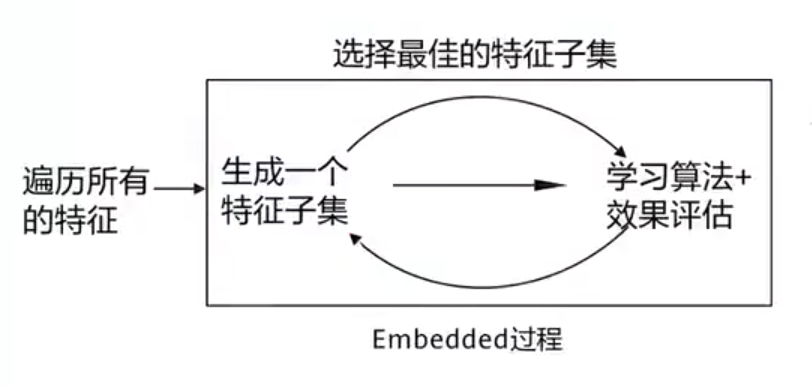 选择最佳的特征子集
遍历所有
的特征
生成一个
特征子集
学习算法+
效果评估
Embedded过程